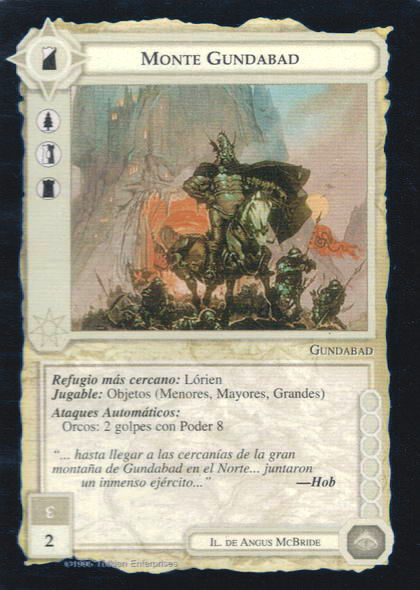 MONTE GUNDABAD
GUNDABAD
Refugio más cercano: Lórien
Jugable: Objetos (Menores, Mayores, Grandes)
Ataques Automáticos:
Orcos: 2 golpes con Poder 8
“... hasta llegar a las cercanías de la gran
montaña de Gundabad en el Norte... juntaron
un inmenso ejército...” —Hob
2
IL. DE ANGUS MCBRIDE
©1996 Tolkien Enterprises